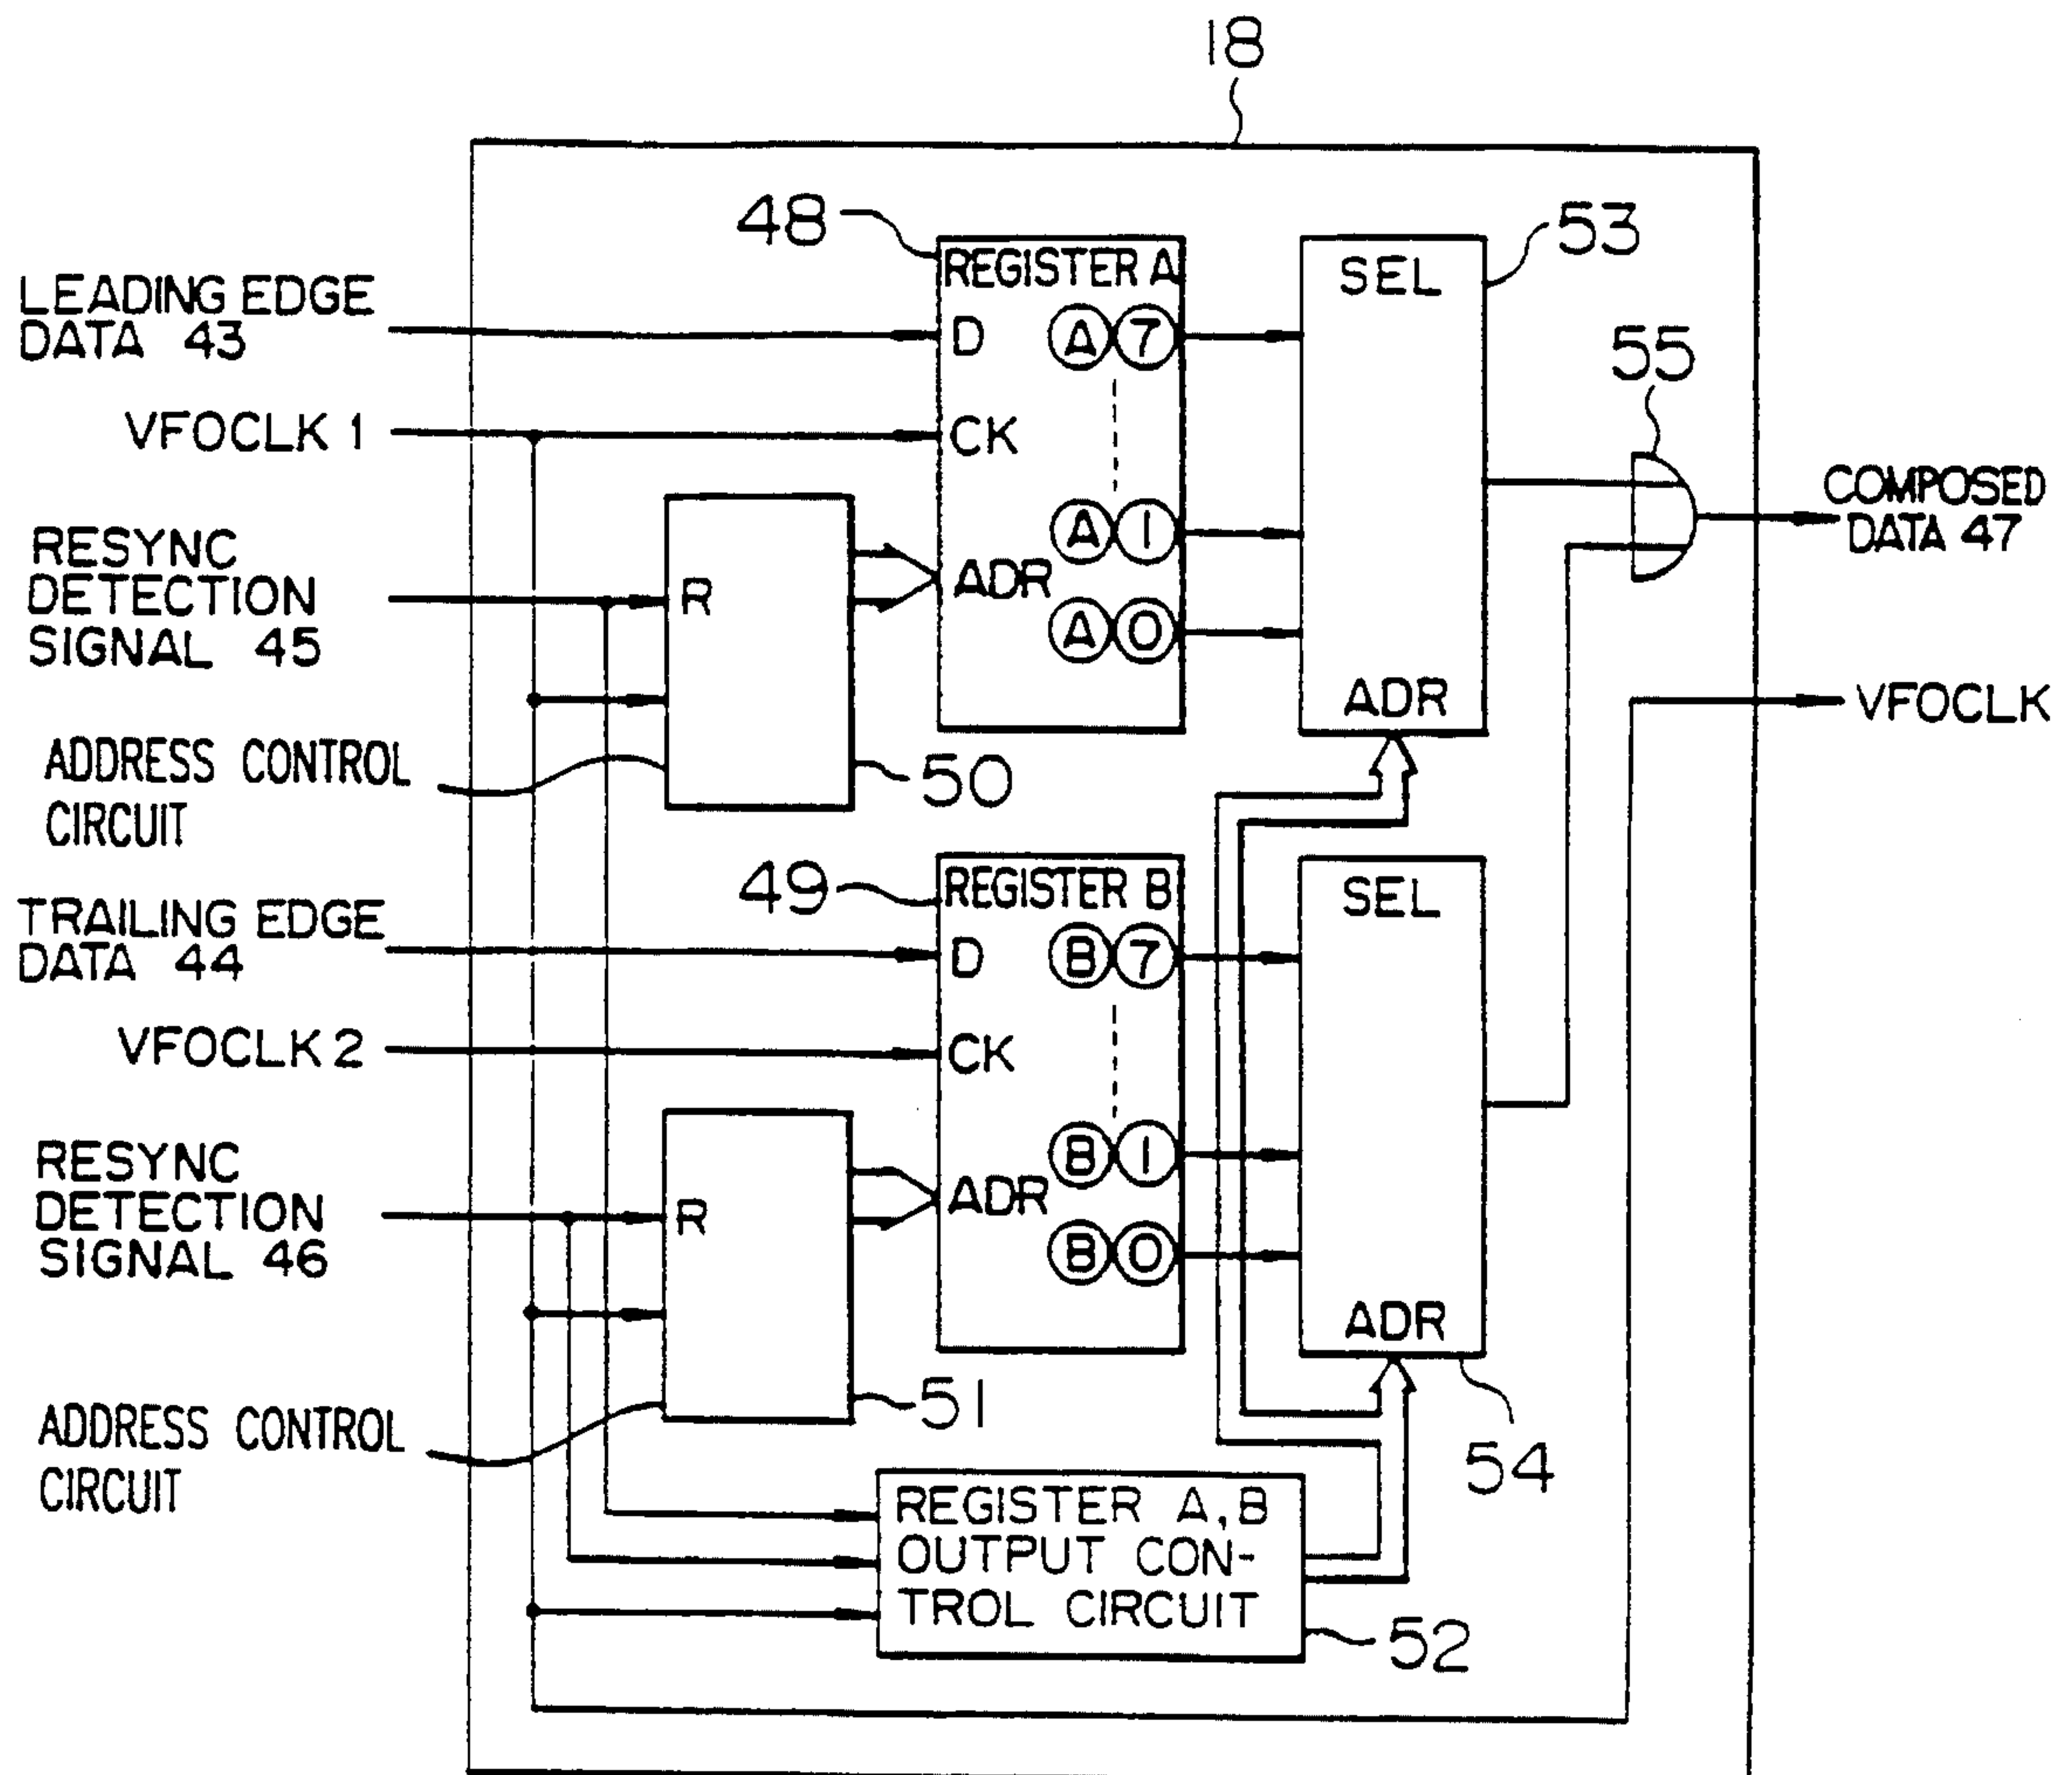 18
48
REGISTER A
SEL
53
LEADING EDGE
DATA 43
D
A 7
55
VFOCLK 1
CK
COMPOSED
DATA 47
RESYNC
DETECTION
SIGNAL 45
R
ADR
A 1
A 0
ADR
VFOCLK
ADDRESS CONTROL
CIRCUIT
50
49
REGISTER B
SEL
TRAILING EDGE
DATA 44
D
B 7
VFOCLK 2
CK
RESYNC
DETECTION
SIGNAL 46
R
ADR
B 1
B 0
ADR
ADDRESS CONTROL
CIRCUIT
51
54
REGISTER A, B
OUTPUT CON-
TROL CIRCUIT
52